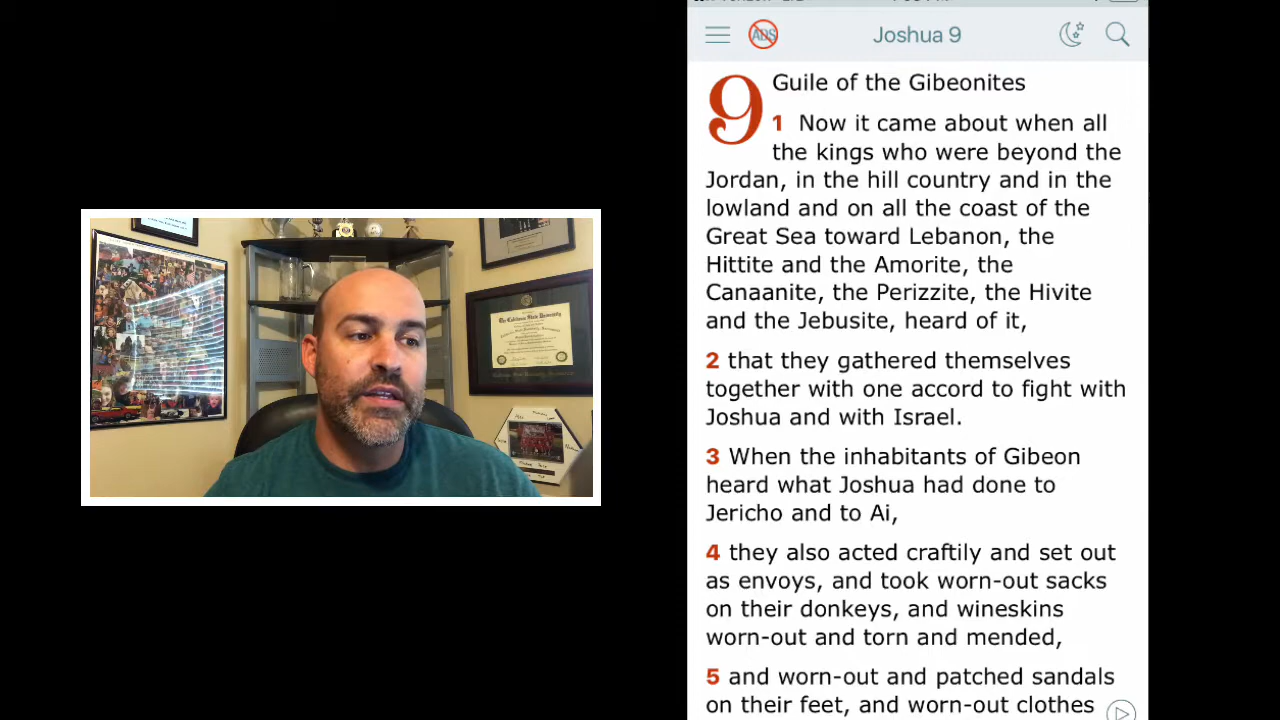 ADS
Joshua 9
9
Guile of the Gibeonites
1 Now it came about when all
the kings who were beyond the
Jordan, in the hill country and in the
lowland and on all the coast of the
Great Sea toward Lebanon, the
Hittite and the Amorite, the
Canaanite, the Perizzite, the Hivite
and the Jebusite, heard of it,
2 that they gathered themselves
together with one accord to fight with
Joshua and with Israel.
3 When the inhabitants of Gibeon
heard what Joshua had done to
Jericho and to Ai,
4 they also acted craftily and set out
as envoys, and took worn-out sacks
on their donkeys, and wineskins
worn-out and torn and mended,
5 and worn-out and patched sandals
on their feet, and worn-out clothes
The California State University